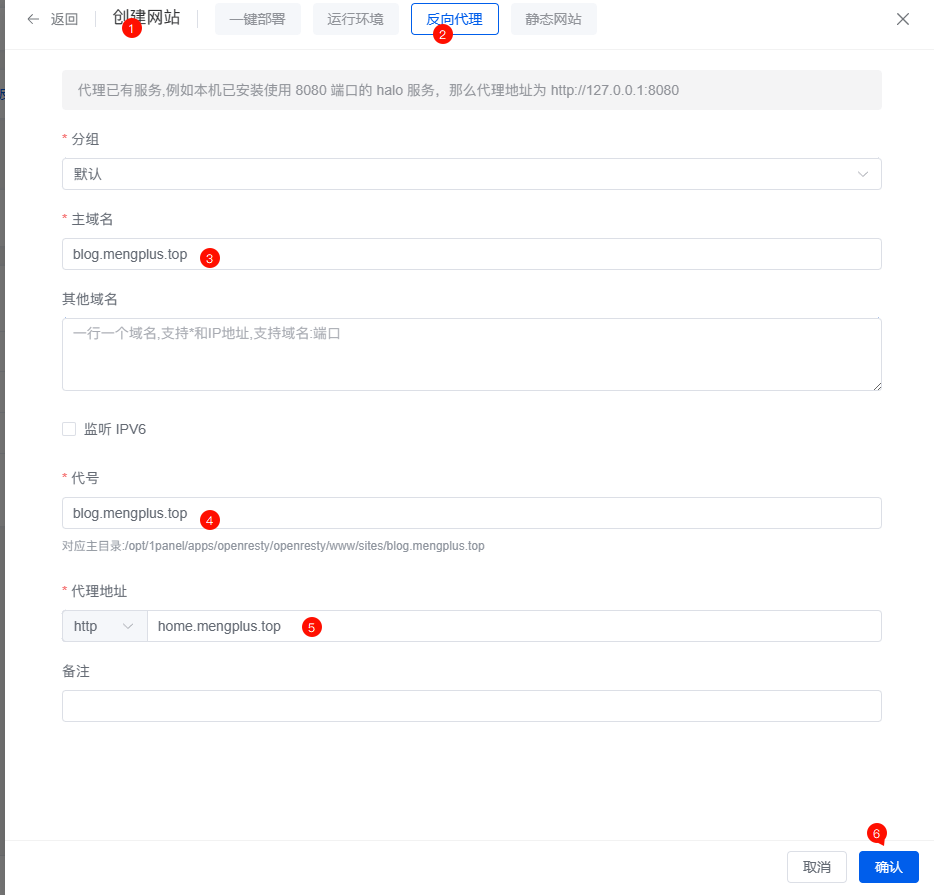 返回 创建网站 一键部署 运行环境 反向代理 静态网站
1
2
代理已有服务,例如本机已安装使用 8080 端口的 halo 服务，那么代理地址为 http://127.0.0.1:8080
* 分组
默认
* 主域名
blog.mengplus.top 3
其他域名
一行一个域名,支持*和IP地址,支持域名:端口
监听 IPV6
* 代号
blog.mengplus.top 4
对应主目录:/opt/1panel/apps/openresty/openresty/www/sites/blog.mengplus.top
* 代理地址
http home.mengplus.top 5
备注
6
取消 确认